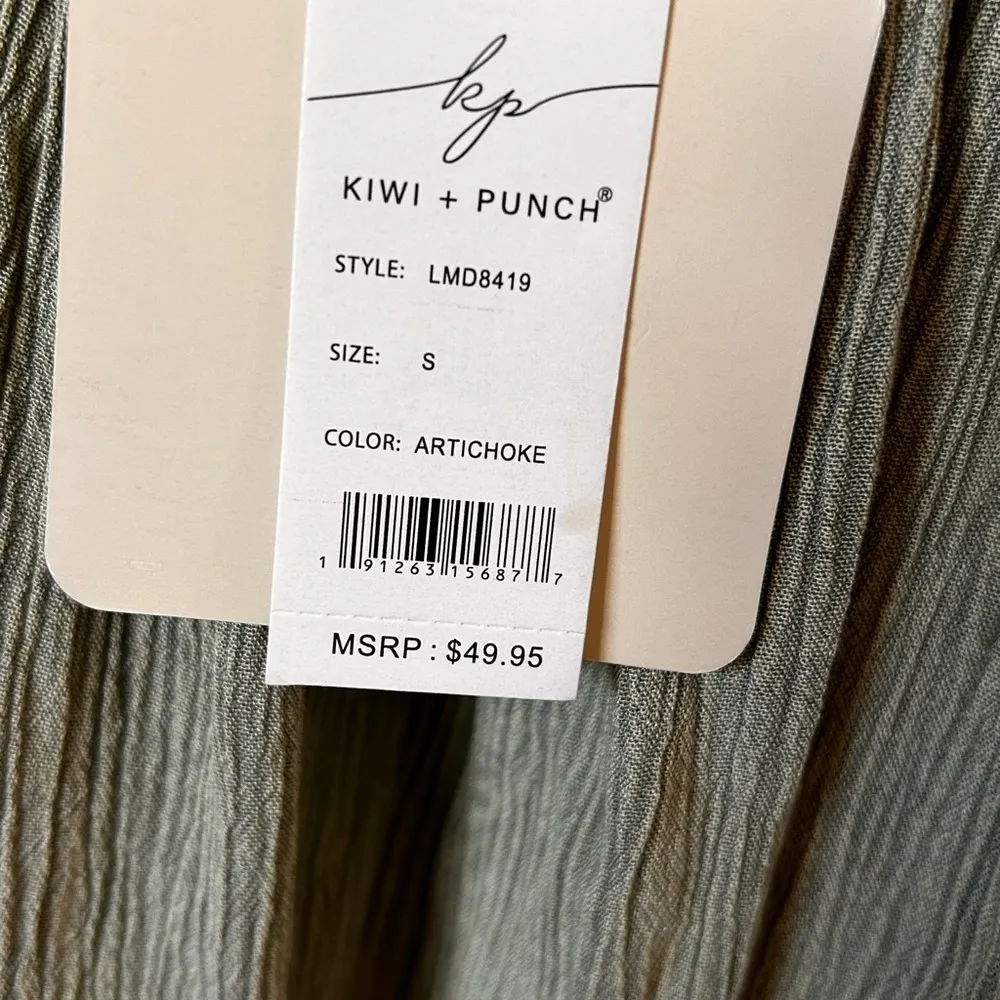 kp
KIWI + PUNCH®
STYLE: LMD8419
SIZE: S
COLOR: ARTICHOKE
1 91263 15687 7
MSRP : $49.95